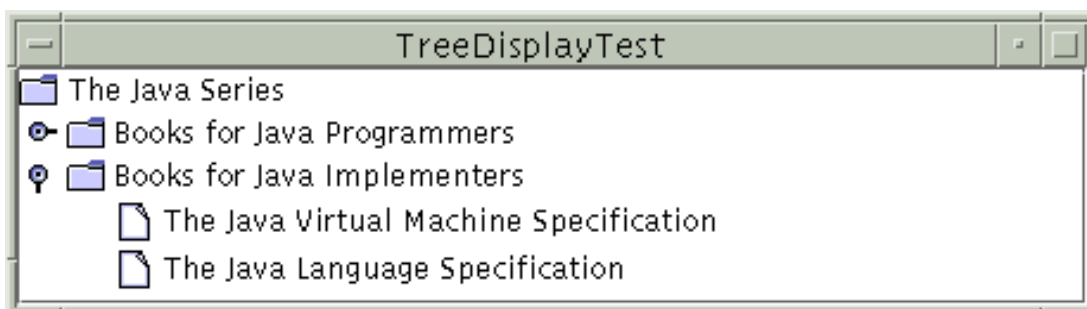 TreeDisplayTest
The Java Series
Books for Java Programmers
Books for Java Implementers
The Java Virtual Machine Specification
The Java Language Specification